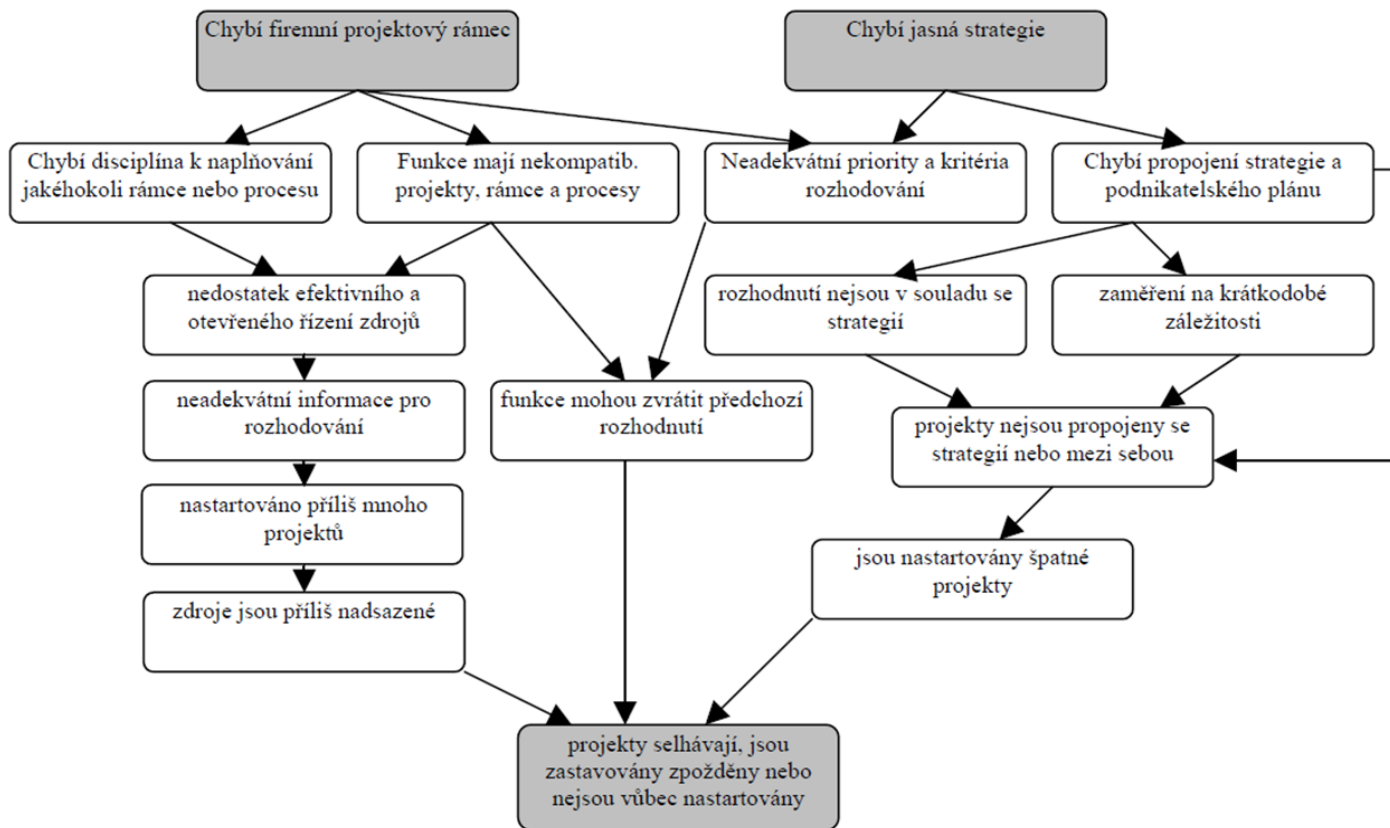 Chybí firemní projektový rámec
Chybí jasná strategie
Chybí disciplína k naplňování
jakéhokoli rámce nebo procesu
Funkce mají nekompatib.
projekty, rámce a procesy
Neadekvátní priority a kritéria
rozhodování
Chybí propojení strategie a
podnikatelského plánu
nedostatek efektivního a
otevřeného řízení zdrojů
rozhodnutí nejsou v souladu se
strategií
zaměření na krátkodobé
záležitosti
neadekvátní informace pro
rozhodování
funkce mohou zvrátit předchozí
rozhodnutí
projekty nejsou propojeny se
strategií nebo mezi sebou
nastartováno příliš mnoho
projektů
jsou nastartovány špatné
projekty
zdroje jsou příliš nadsazené
projekty selhávají, jsou
zastavovány zpožděny nebo
nejsou vůbec nastartovány